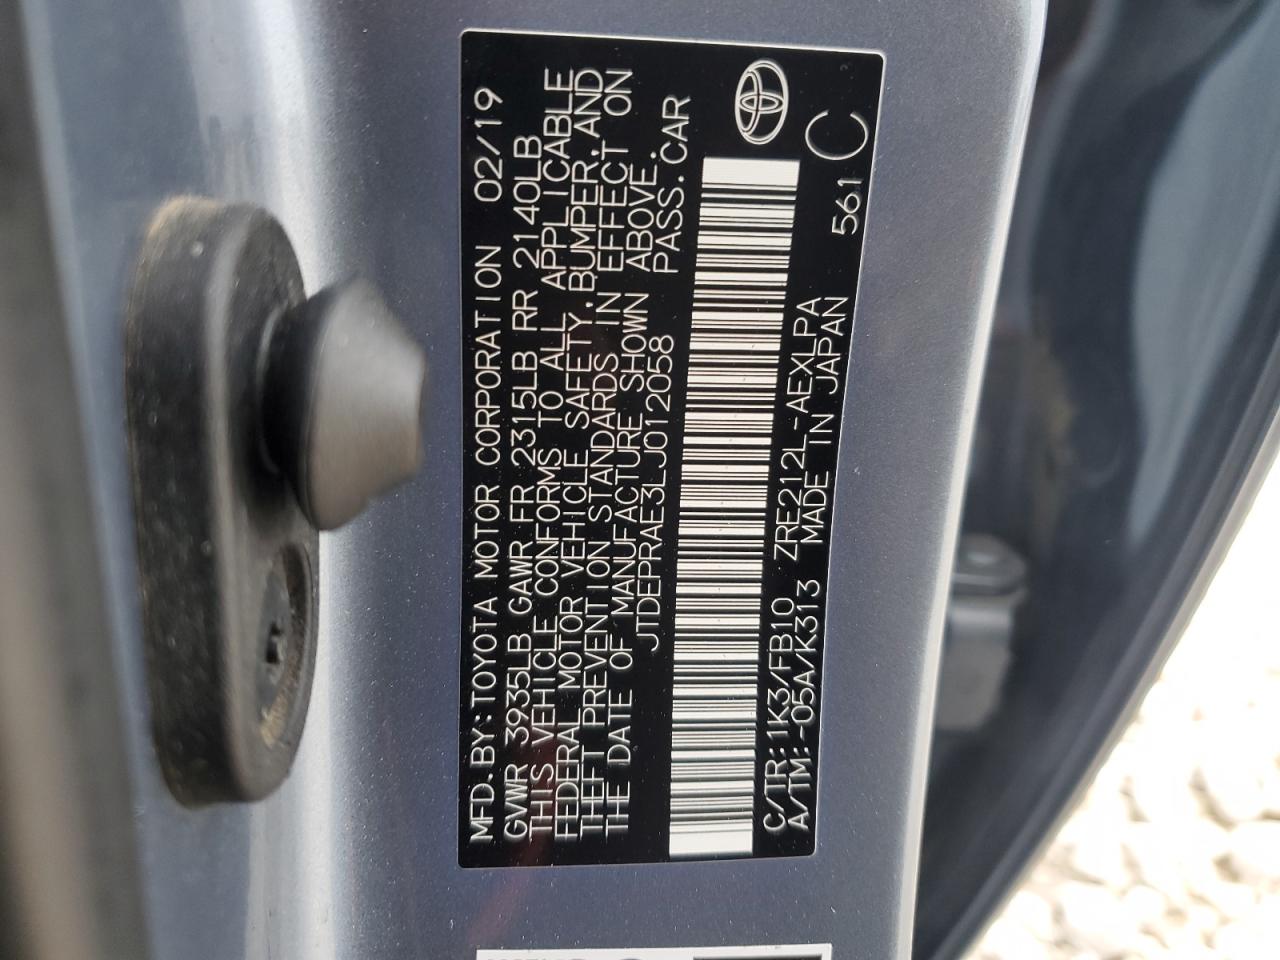 MFD.BY:TOYOTA MOTOR CORPORATION 02/19
GVWR 3935LB GAWR FR 2315LB RR 2140LB
THIS VEHICLE CONFORMS TO ALL APPLICABLE
FEDERAL MOTOR VEHICLE SAFETY, BUMPER, AND
THEFT PREVENTION STANDARDS IN EFFECT ON
THE DATE OF MANUFACTURE SHOWN ABOVE.
JTDEPRAE3LJ012058 PASS.CAR
C/TR:1K3/FB10 ZRE212L-AEXLPA 561
A/TM:-05A/K313 MADE IN JAPAN C